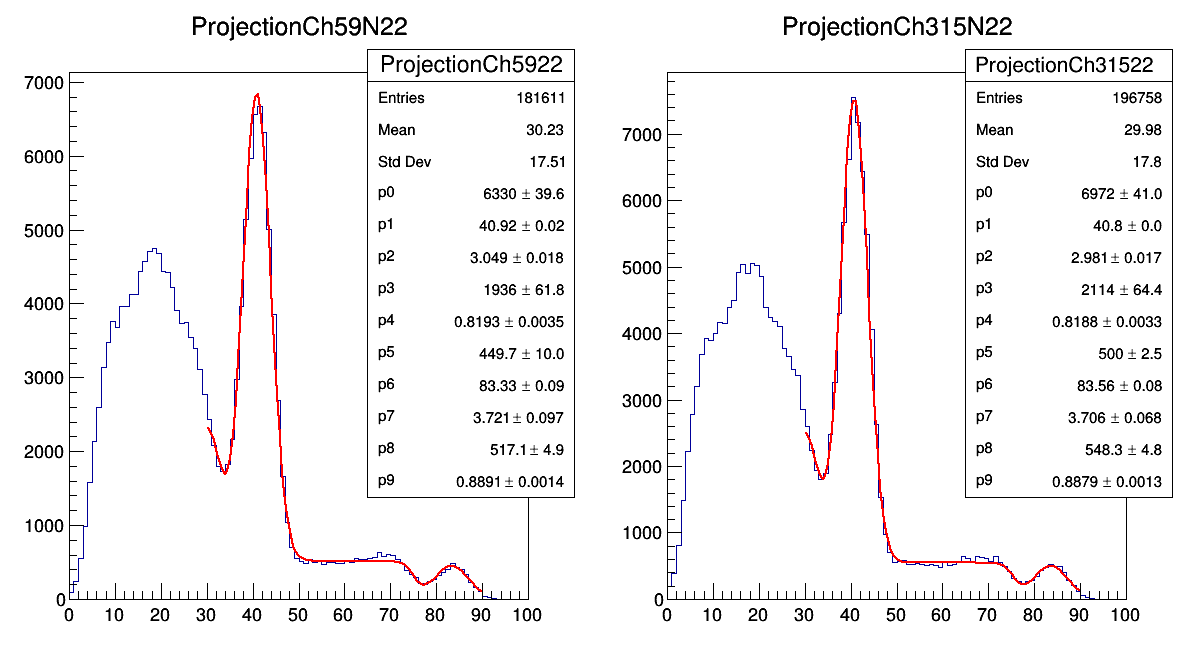 ProjectionCh59N22
ProjectionCh5922
Entries 181611
Mean 30.23
Std Dev 17.51
p0 6330 ± 39.6
p1 40.92 ± 0.02
p2 3.049 ± 0.018
p3 1936 ± 61.8
p4 0.8193 ± 0.0035
p5 449.7 ± 10.0
p6 83.33 ± 0.09
p7 3.721 ± 0.097
p8 517.1 ± 4.9
p9 0.8891 ± 0.0014
7000
6000
5000
4000
3000
2000
1000
0
0 10 20 30 40 50 60 70 80 90 100
ProjectionCh315N22
ProjectionCh31522
Entries 196758
Mean 29.98
Std Dev 17.8
p0 6972 ± 41.0
p1 40.8 ± 0.0
p2 2.981 ± 0.017
p3 2114 ± 64.4
p4 0.8188 ± 0.0033
p5 500 ± 2.5
p6 83.56 ± 0.08
p7 3.706 ± 0.068
p8 548.3 ± 4.8
p9 0.8879 ± 0.0013
7000
6000
5000
4000
3000
2000
1000
0
0 10 20 30 40 50 60 70 80 90 100